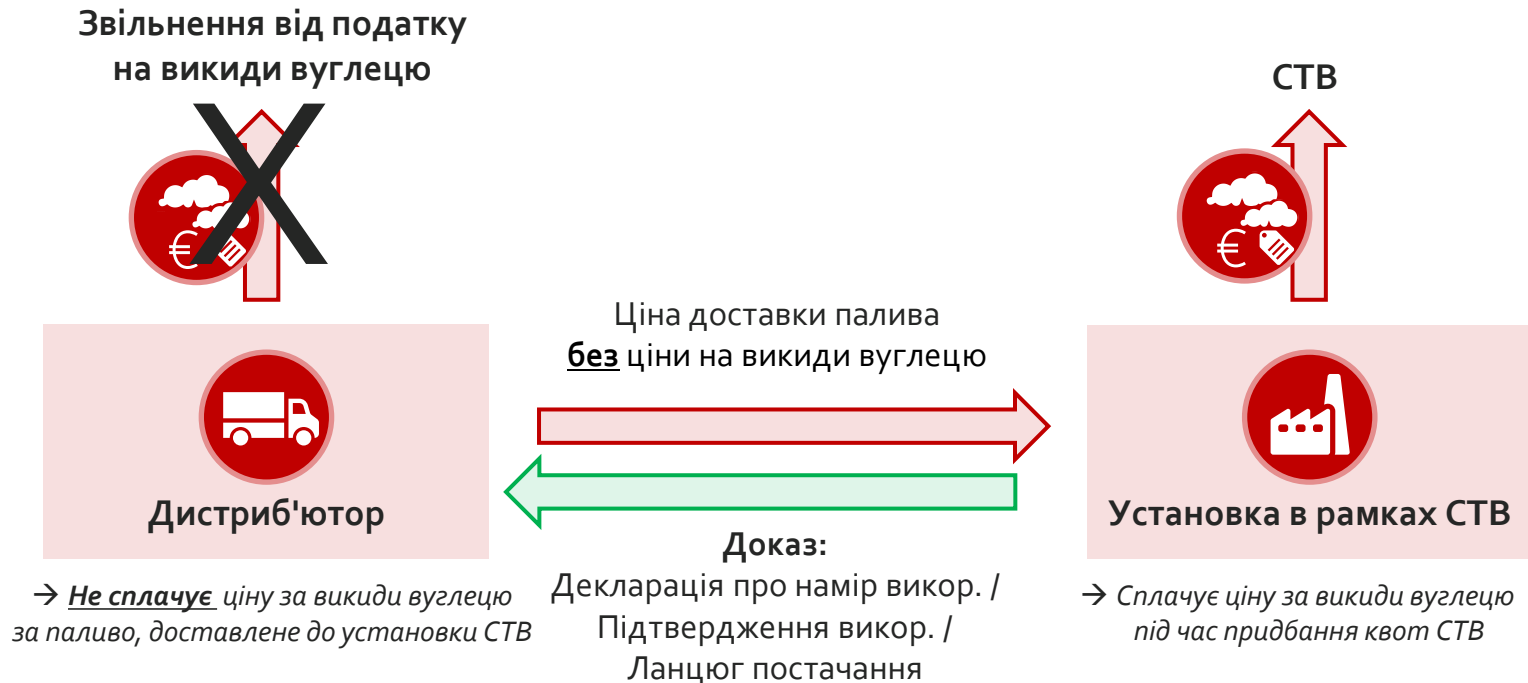 Звільнення від податку
на викиди вуглецю
СТВ
€
€
Ціна доставки палива
без ціни на викиди вуглецю
Дистриб'ютор
Установка в рамках СТВ
Доказ:
Декларація про намір викор. /
Підтвердження викор. /
Ланцюг постачання
→ Не сплачує ціну за викиди вуглецю
за паливо, доставлене до установки СТВ
→ Сплачує ціну за викиди вуглецю
під час придбання квот СТВ